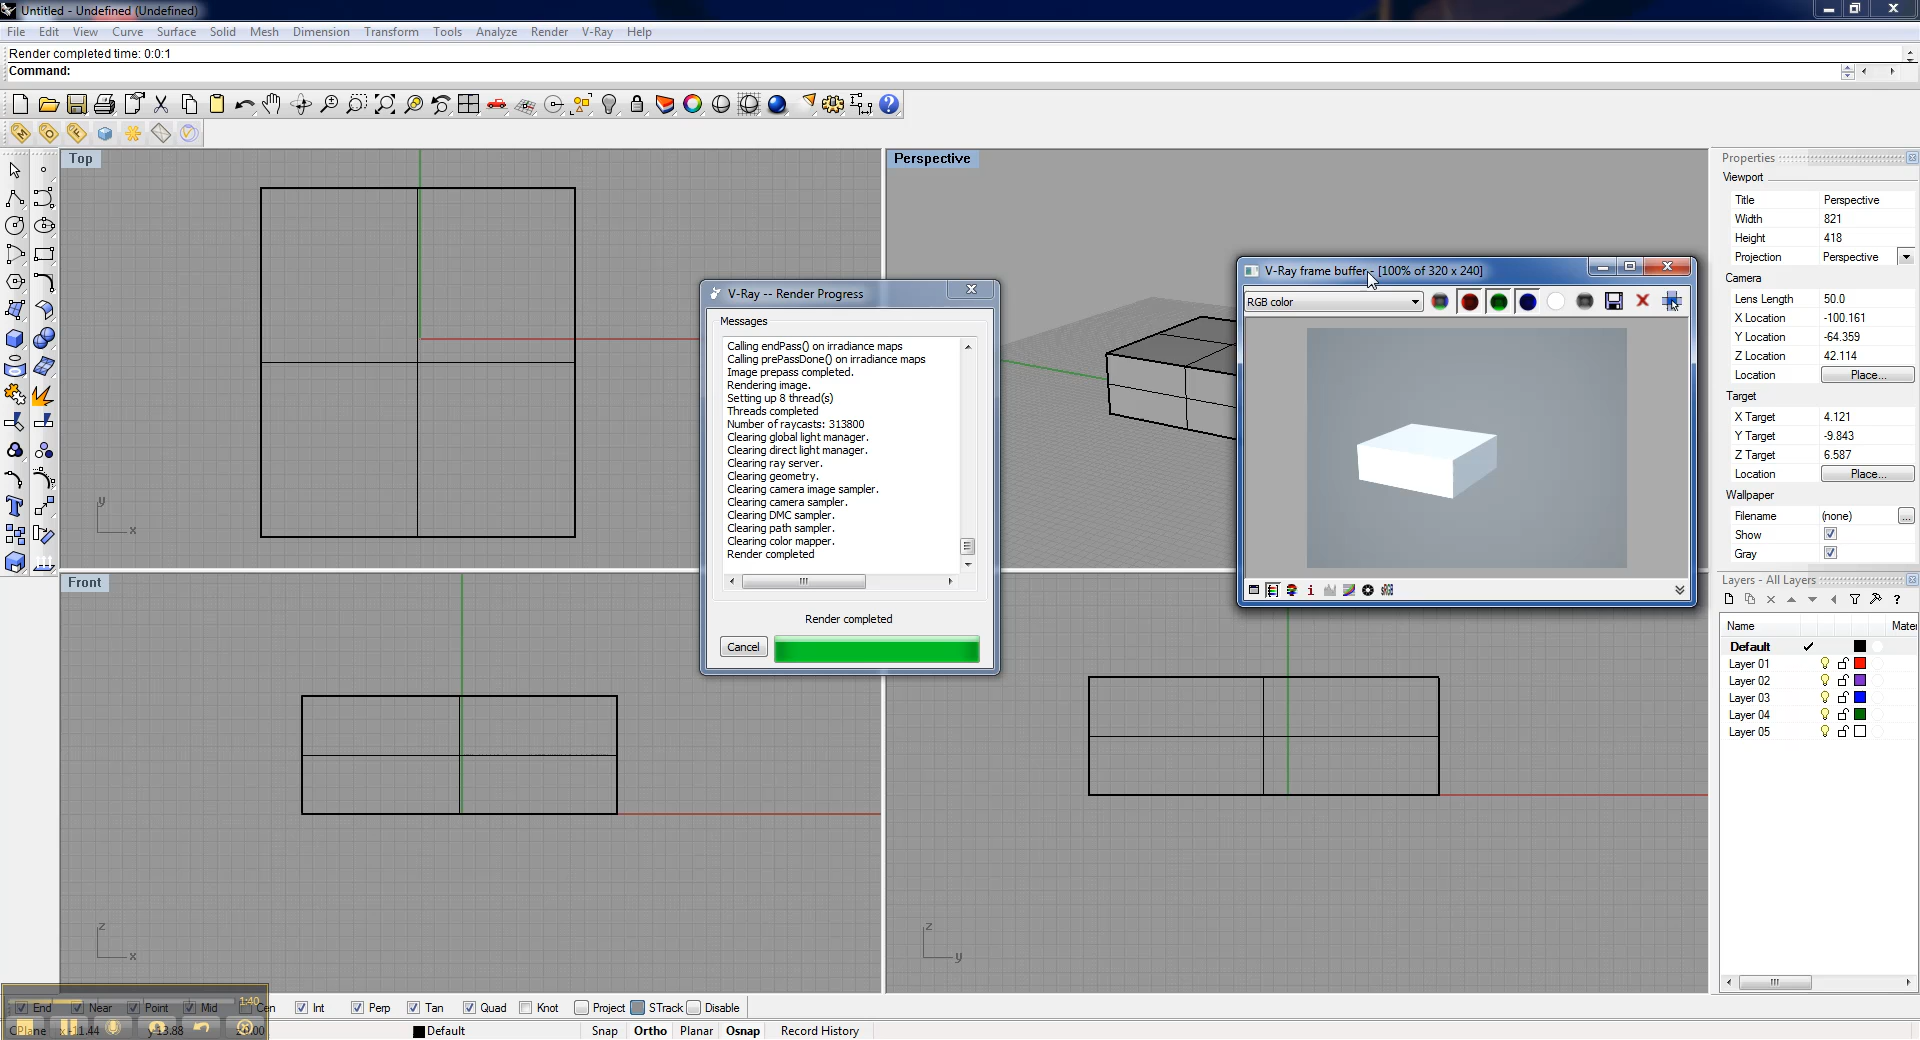 Untitled - Undefined (Undefined)
File Edit View Curve Surface Solid Mesh Dimension Transform Tools Analyze Render V-Ray Help
Render completed time: 0:0:1
Command:
Top
Perspective
Front
y
x
z
x
z
y
V-Ray -- Render Progress
Messages
Calling endPass() on irradiance maps
Calling prePassDone() on irradiance maps
Image prepass completed.
Rendering image.
Setting up 8 thread(s)
Threads completed
Number of raycasts: 313800
Clearing global light manager.
Clearing direct light manager.
Clearing ray server.
Clearing geometry.
Clearing camera image sampler.
Clearing camera sampler.
Clearing DMC sampler.
Clearing path sampler.
Clearing color mapper.
Render completed
Render completed
Cancel
V-Ray frame buffer - [100% of 320 x 240]
RGB color
Properties
Viewport
Title Perspective
Width 821
Height 418
Projection Perspective
Camera
Lens Length 50.0
X Location -100.161
Y Location -64.359
Z Location 42.114
Location Place...
Target
X Target 4.121
Y Target -9.843
Z Target 6.587
Location Place...
Wallpaper
Filename (none) ...
Show
Gray
Layers - All Layers
Name Mater
Default
Layer 01
Layer 02
Layer 03
Layer 04
Layer 05
1:40
End Near Point Mid Cen Int Perp Tan Quad Knot Project STrack Disable
CPlane x -11.44 y -13.88 Default Snap Ortho Planar Osnap Record History